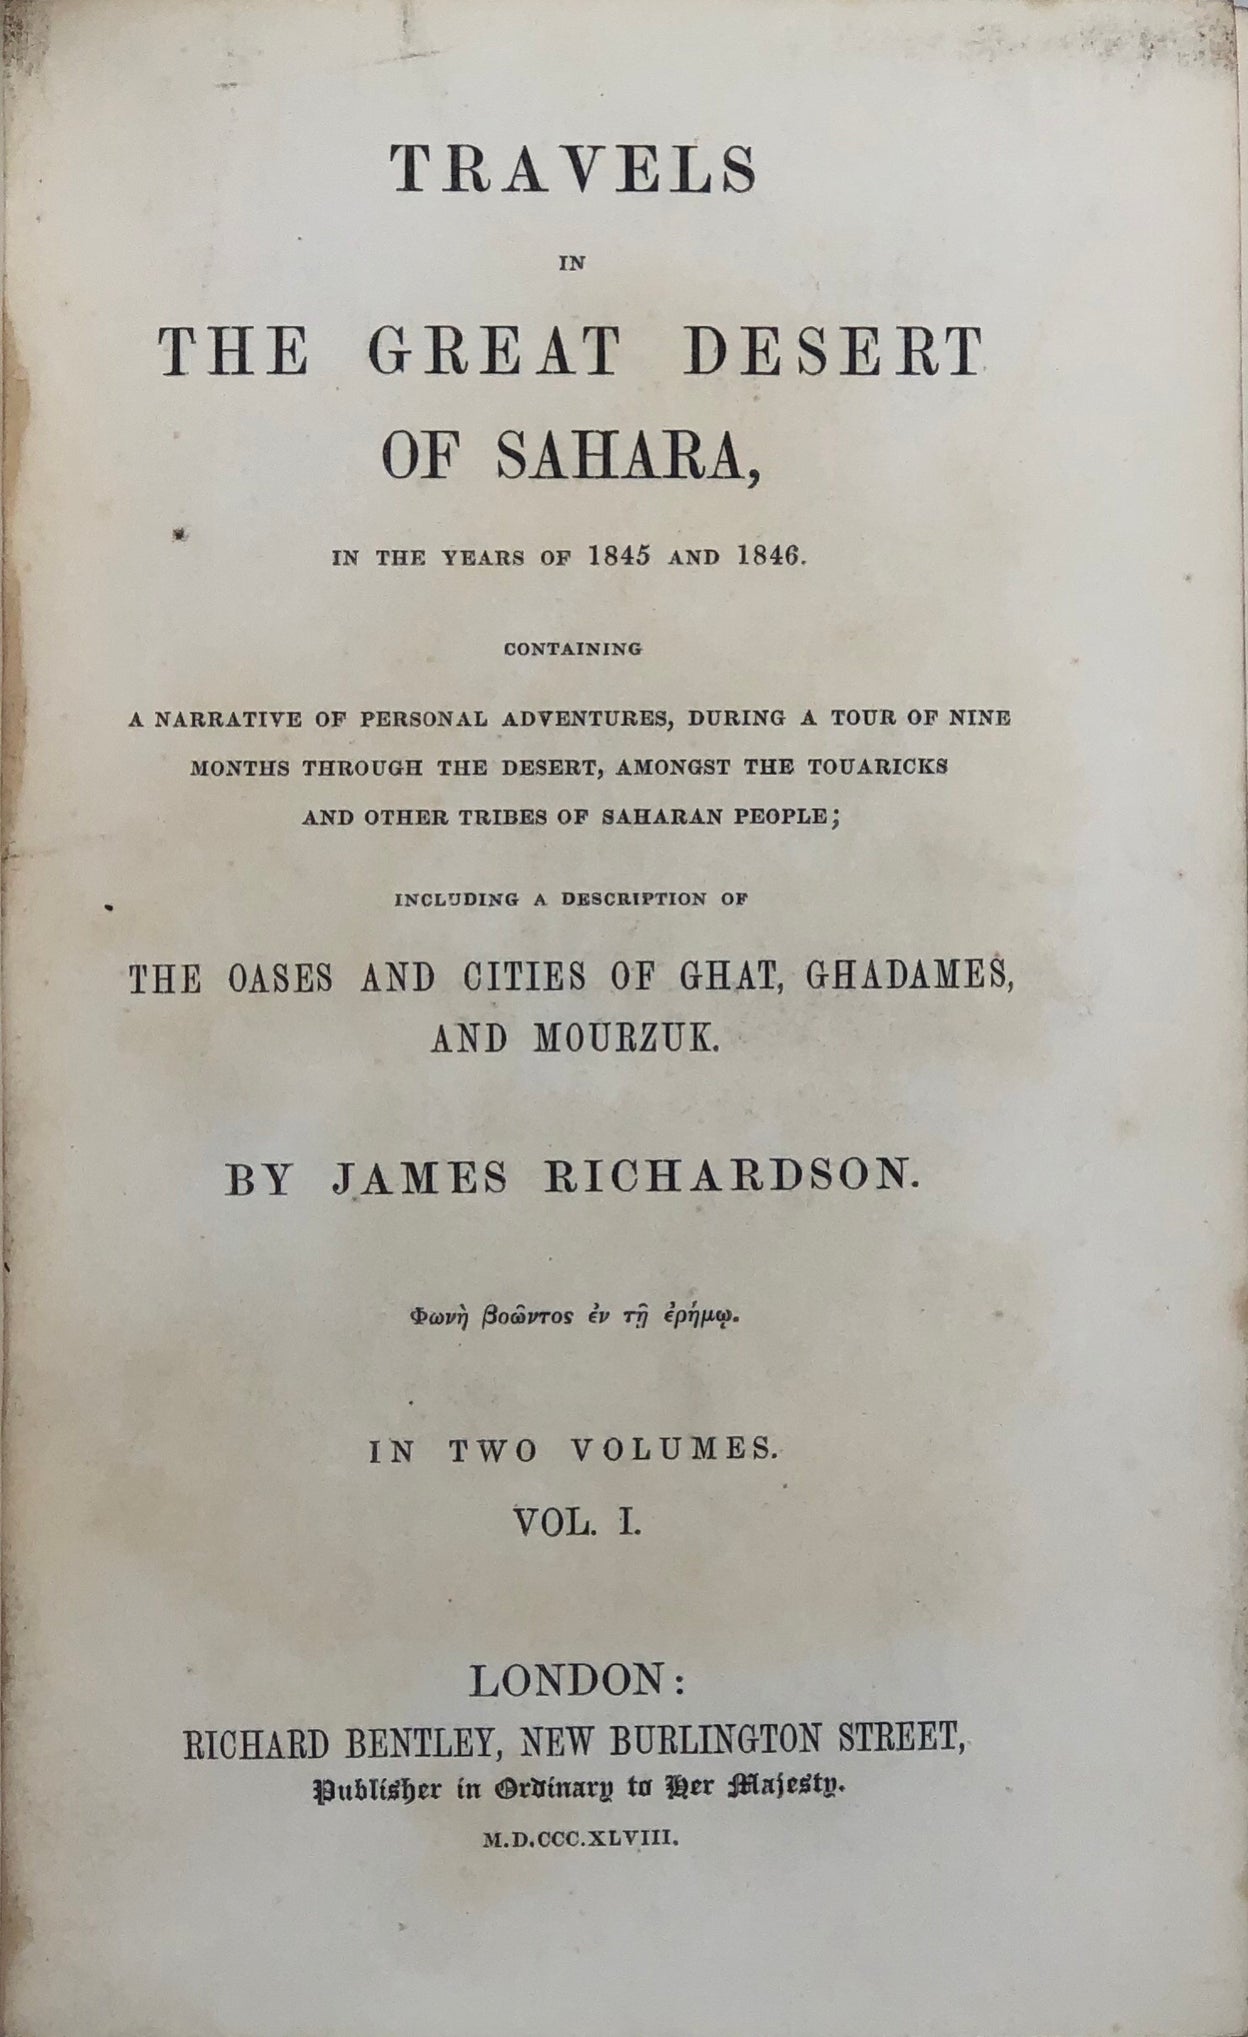 TRAVELS
IN
THE GREAT DESERT
OF SAHARA,
IN THE YEARS OF 1845 AND 1846.
CONTAINING
A NARRATIVE OF PERSONAL ADVENTURES, DURING A TOUR OF NINE
MONTHS THROUGH THE DESERT, AMONGST THE TOUARICKS
AND OTHER TRIBES OF SAHARAN PEOPLE;
INCLUDING A DESCRIPTION OF
THE OASES AND CITIES OF GHAT, GHADAMES,
AND MOURZUK.
BY JAMES RICHARDSON.
Φωνὴ βοῶντος ἐν τῇ ἐρήμῳ.
IN TWO VOLUMES.
VOL. I.
LONDON:
RICHARD BENTLEY, NEW BURLINGTON STREET,
Publisher in Ordinary to Her Majesty.
M.D.CCC.XLVIII.